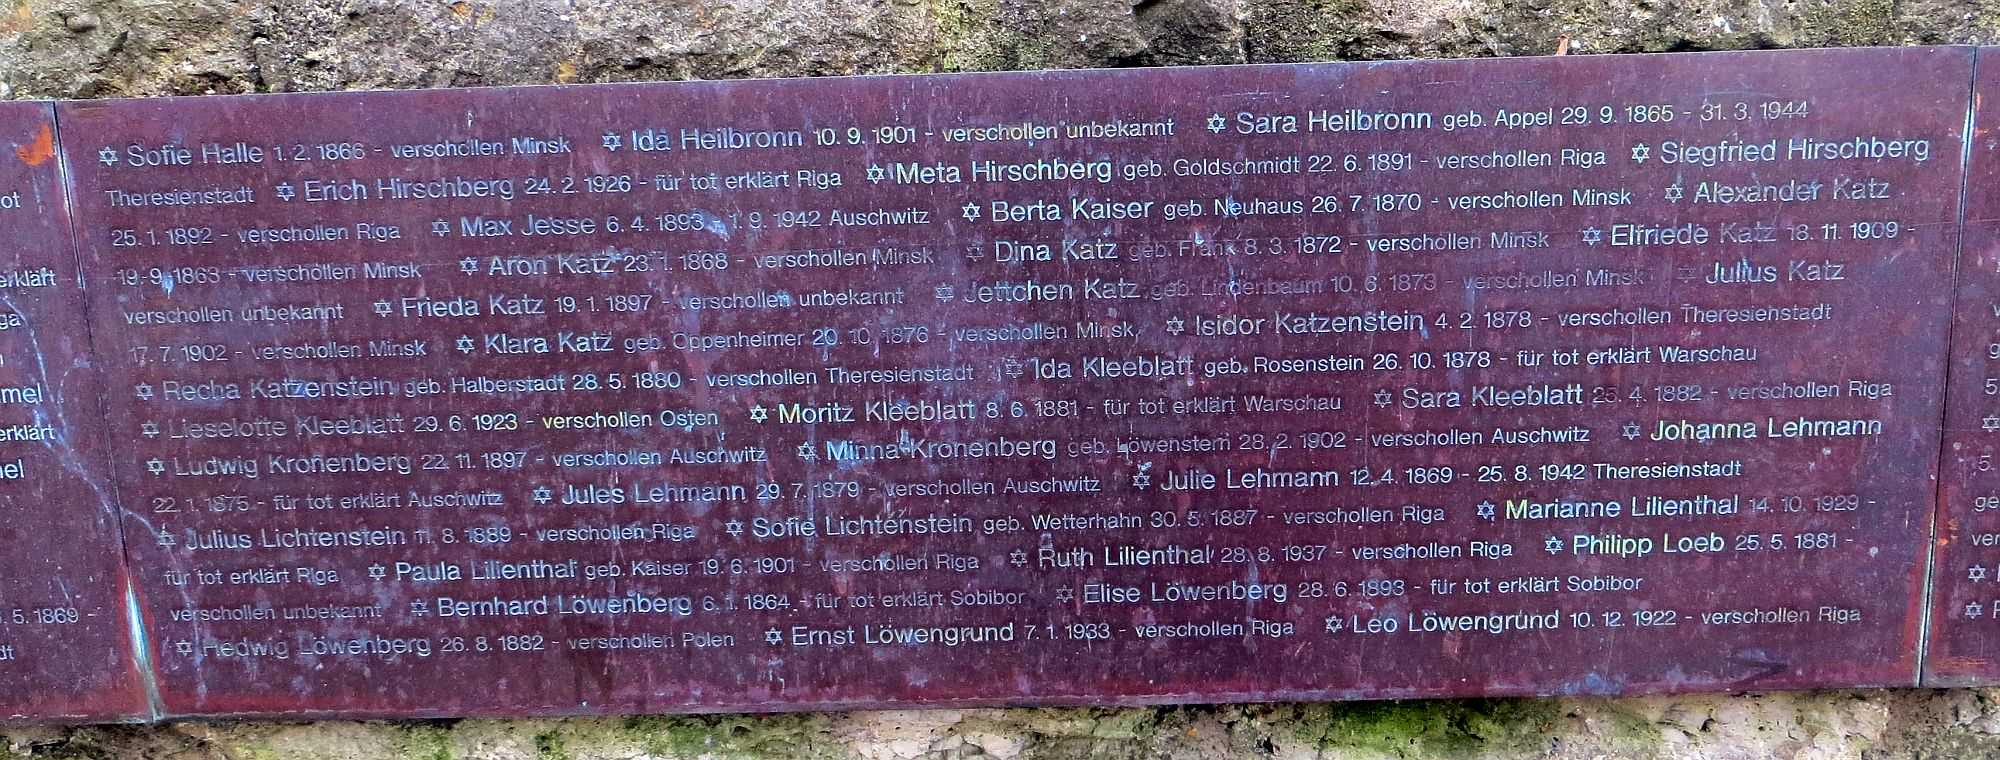 ✡ Sofie Halle 1. 2. 1866 - verschollen Minsk ✡ Ida Heilbronn 10. 9. 1901 - verschollen unbekannt ✡ Sara Heilbronn geb. Appel 29. 9. 1865 - 31. 3. 1944
Theresienstadt ✡ Erich Hirschberg 24. 2. 1926 - für tot erklärt Riga ✡ Meta Hirschberg geb. Goldschmidt 22. 6. 1891 - verschollen Riga ✡ Siegfried Hirschberg
25. 1. 1892 - verschollen Riga ✡ Max Jesse 6. 4. 1893 - 1. 9. 1942 Auschwitz ✡ Berta Kaiser geb. Neuhaus 26. 7. 1870 - verschollen Minsk ✡ Alexander Katz
19. 9. 1863 - verschollen Minsk ✡ Aron Katz 23. 1. 1868 - verschollen Minsk ✡ Dina Katz geb. Frank 8. 3. 1872 - verschollen Minsk ✡ Elfriede Katz 18. 11. 1909 -
verschollen unbekannt ✡ Frieda Katz 19. 1. 1897 - verschollen unbekannt ✡ Jettchen Katz geb. Lindenbaum 10. 6. 1873 - verschollen Minsk ✡ Julius Katz
17. 7. 1902 - verschollen Minsk ✡ Klara Katz geb. Oppenheimer 20. 10. 1876 - verschollen Minsk ✡ Isidor Katzenstein 4. 2. 1878 - verschollen Theresienstadt
✡ Recha Katzenstein geb. Halberstadt 28. 5. 1880 - verschollen Theresienstadt ✡ Ida Kleeblatt geb. Rosenstein 26. 10. 1878 - für tot erklärt Warschau
✡ Lieselotte Kleeblatt 29. 6. 1923 - verschollen Osten ✡ Moritz Kleeblatt 8. 6. 1881 - für tot erklärt Warschau ✡ Sara Kleeblatt 25. 4. 1882 - verschollen Riga
✡ Ludwig Kronenberg 22. 11. 1897 - verschollen Auschwitz ✡ Minna Kronenberg geb. Löwenstern 28. 2. 1902 - verschollen Auschwitz ✡ Johanna Lehmann
22. 1. 1875 - für tot erklärt Auschwitz ✡ Jules Lehmann 29. 7. 1879 - verschollen Auschwitz ✡ Julie Lehmann 12. 4. 1869 - 25. 8. 1942 Theresienstadt
✡ Julius Lichtenstein 11. 8. 1889 - verschollen Riga ✡ Sofie Lichtenstein geb. Wetterhahn 30. 5. 1887 - verschollen Riga ✡ Marianne Lilienthal 14. 10. 1929 -
für tot erklärt Riga ✡ Paula Lilienthal geb. Kaiser 19. 6. 1901 - verschollen Riga ✡ Ruth Lilienthal 28. 8. 1937 - verschollen Riga ✡ Philipp Loeb 25. 5. 1881 -
verschollen unbekannt ✡ Bernhard Löwenberg 6. 1. 1864 - für tot erklärt Sobibor ✡ Elise Löwenberg 28. 6. 1893 - für tot erklärt Sobibor
✡ Hedwig Löwenberg 26. 8. 1882 - verschollen Polen ✡ Ernst Löwengrund 7. 1. 1933 - verschollen Riga ✡ Leo Löwengrund 10. 12. 1922 - verschollen Riga